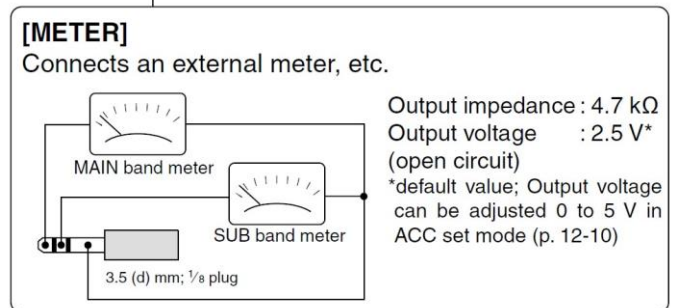 [METER]
Connects an external meter, etc.
MAIN band meter
SUB band meter
3.5 (d) mm; ⅛ plug
Output impedance : 4.7 kΩ
Output voltage : 2.5 V*
(open circuit)
*default value; Output voltage
can be adjusted 0 to 5 V in
ACC set mode (p. 12-10)